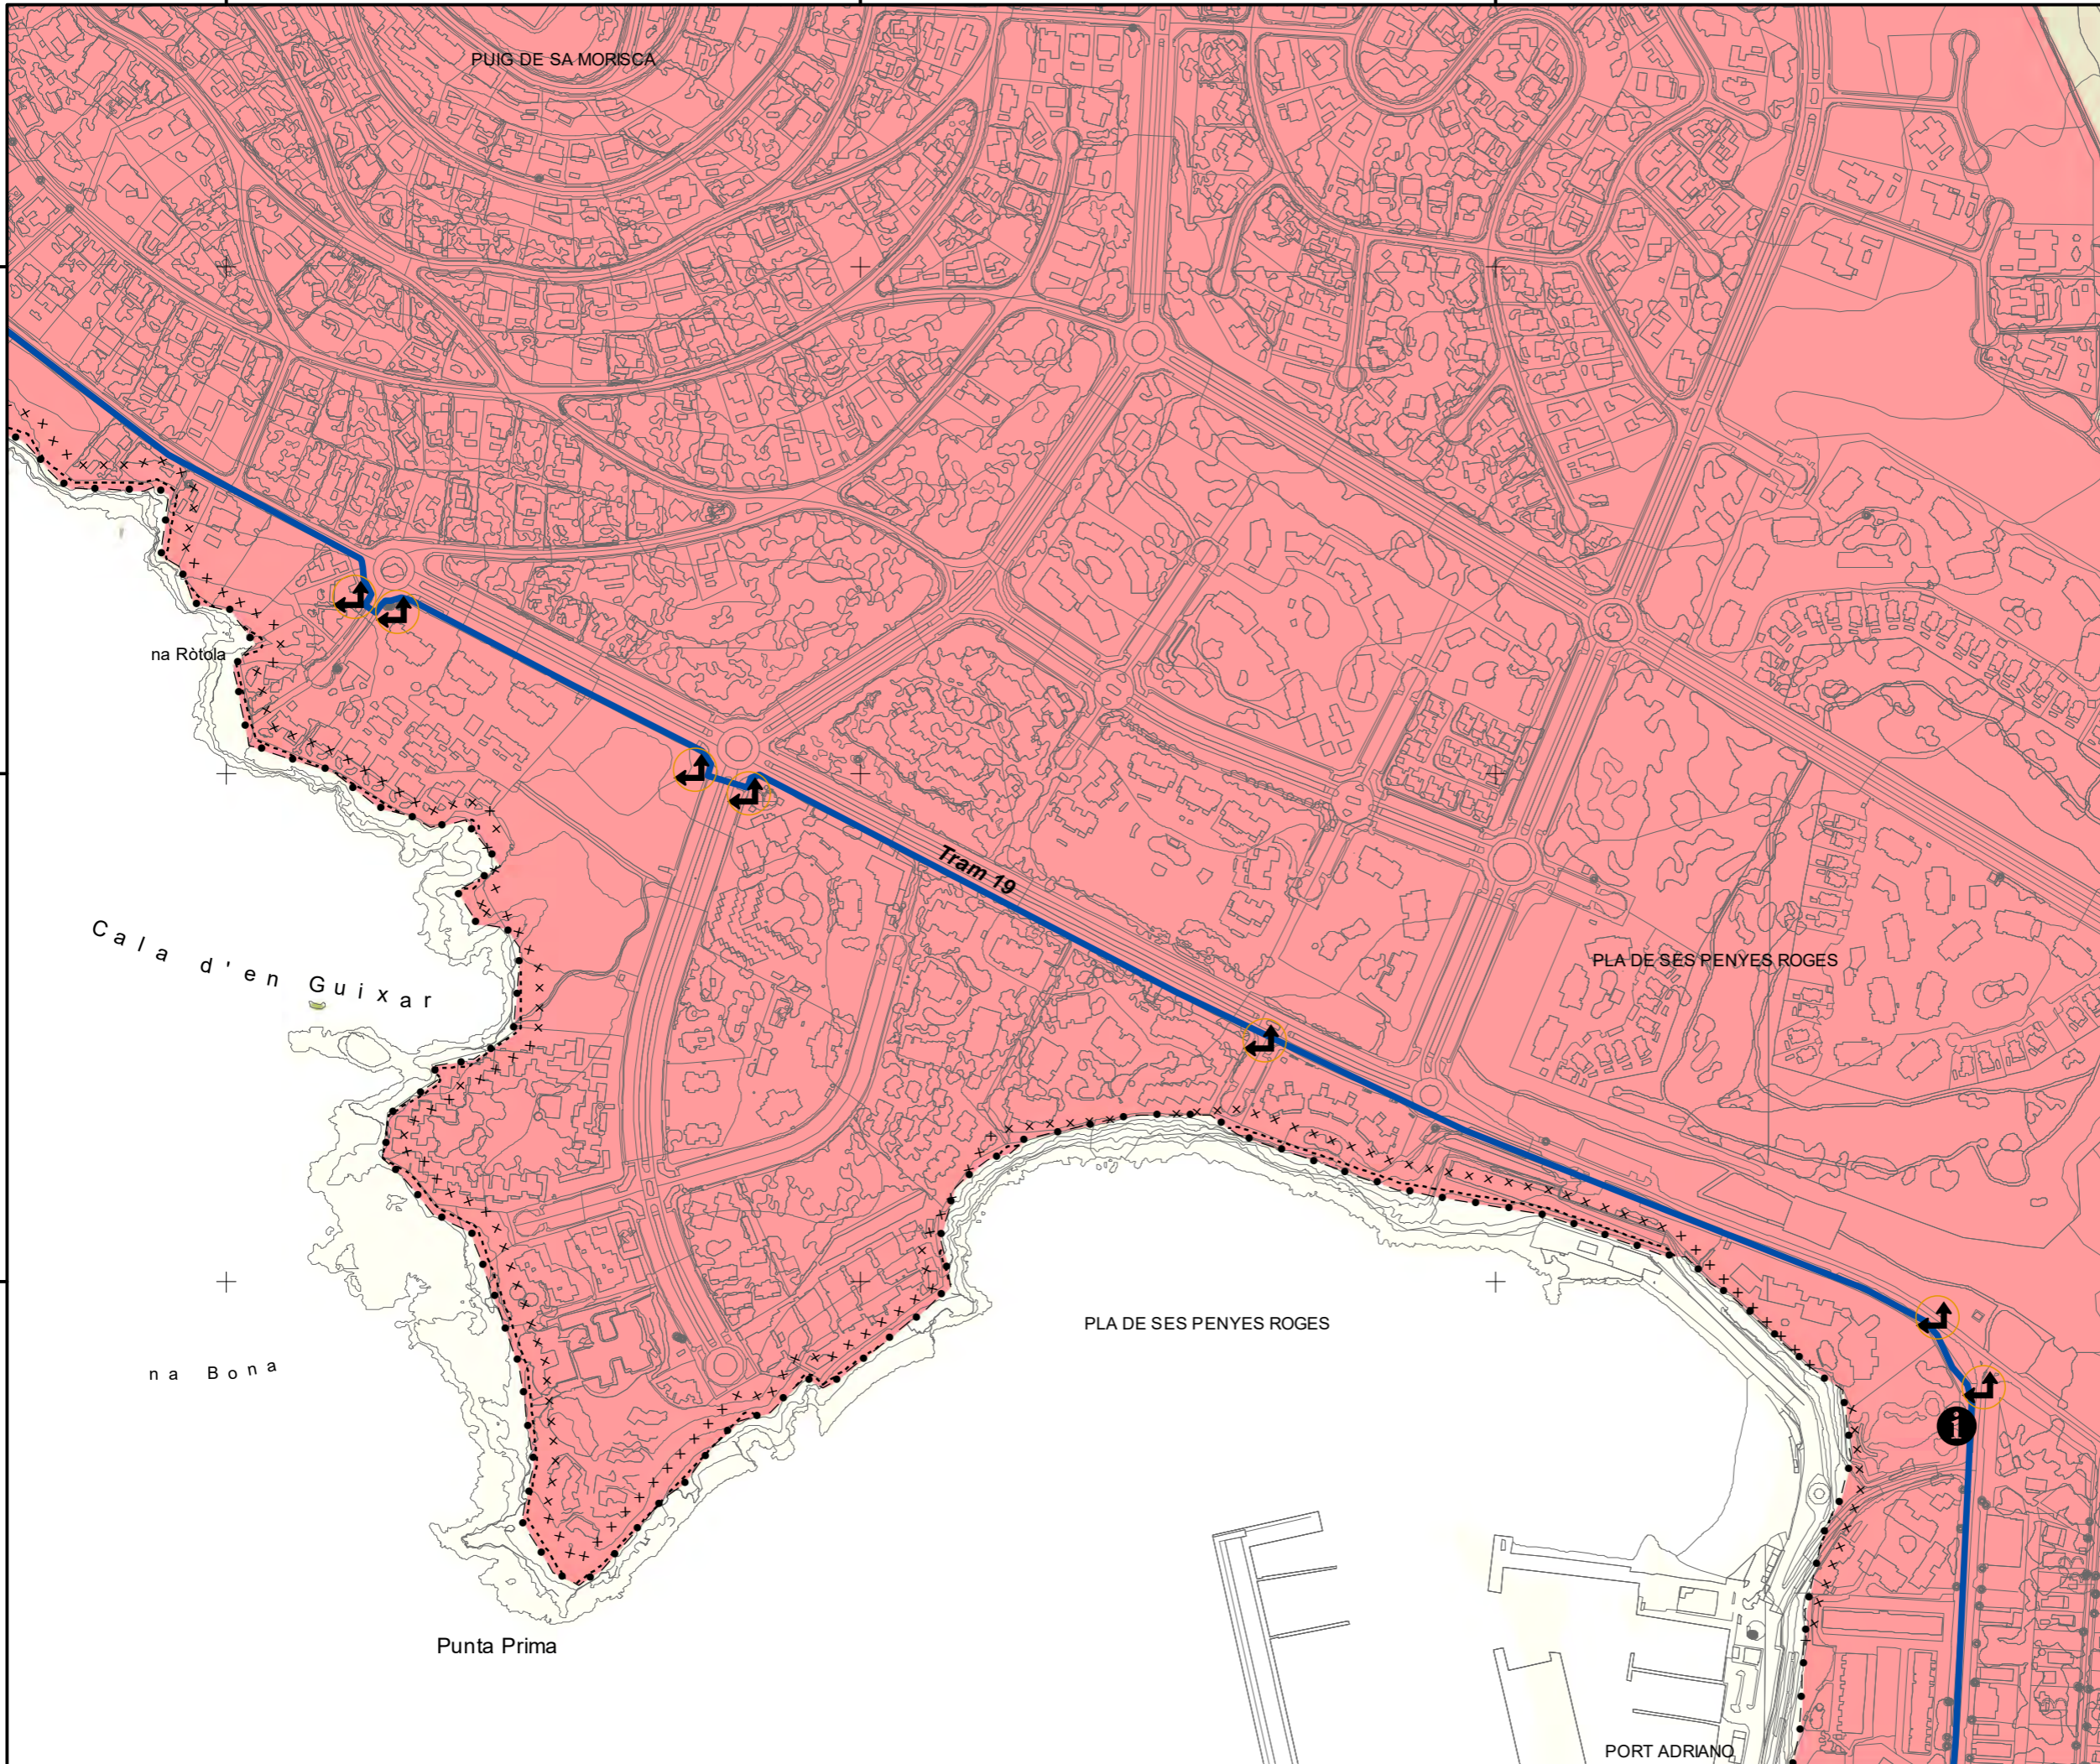 PUIG DE SA MORISCA
na Ròtola
Tram 19
Cala d'en Guixar
PLA DE SES PENYES ROGES
PLA DE SES PENYES ROGES
na Bona
i
Punta Prima
PORT ADRIANO